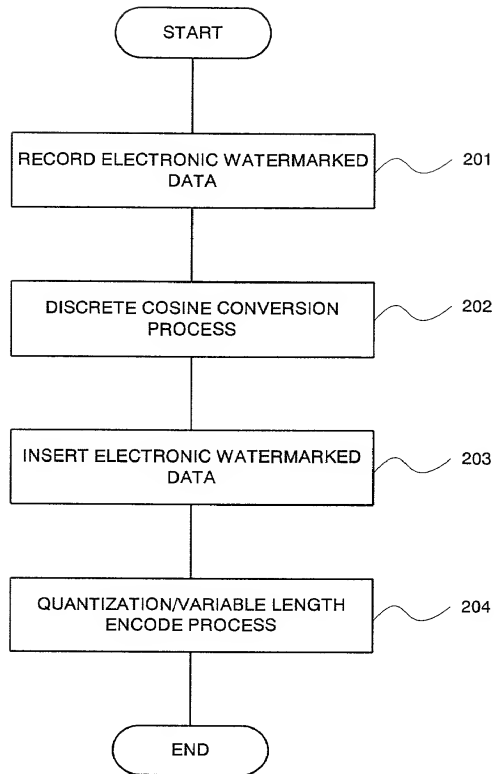 START
RECORD ELECTRONIC WATERMARKED
DATA
201
DISCRETE COSINE CONVERSION
PROCESS
202
INSERT ELECTRONIC WATERMARKED
DATA
203
QUANTIZATION/VARIABLE LENGTH
ENCODE PROCESS
204
END